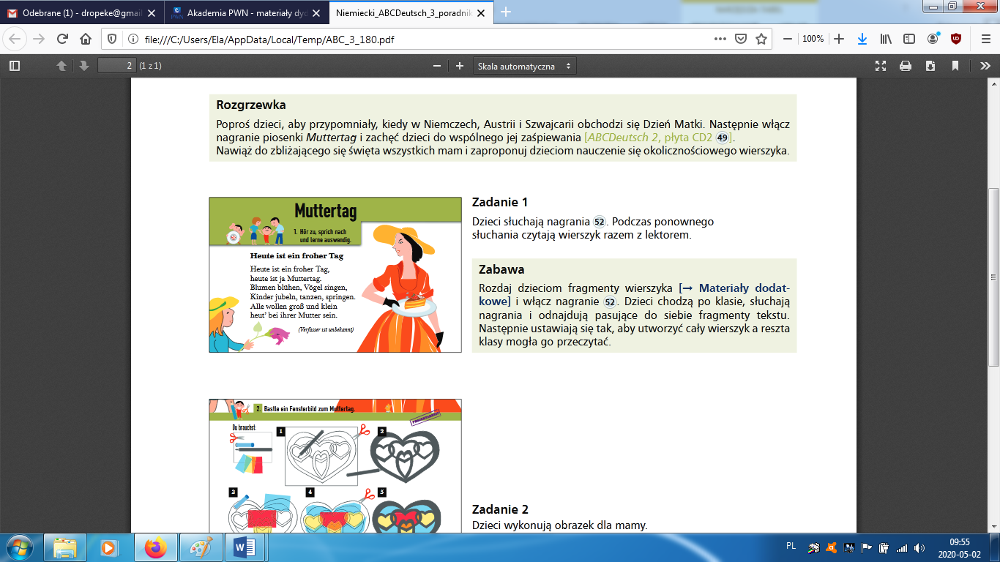 Odebrane (1) - dropeke@gmai
Akademia PWN - materiały dyd
Niemiecki_ABCDeutsch_3_poradnik
file:///C:/Users/Ela/AppData/Local/Temp/ABC_3_180.pdf
100%
2 (1 z 1)
Skala automatyczna
Rozgrzewka
Poproś dzieci, aby przypomniały, kiedy w Niemczech, Austrii i Szwajcarii obchodzi się Dzień Matki. Następnie włącz
nagranie piosenki Muttertag i zachęć dzieci do wspólnego jej zaśpiewania [ABCDeutsch 2, płyta CD2 49].
Nawiąż do zbliżającego się święta wszystkich mam i zaproponuj dzieciom nauczenie się okolicznościowego wierszyka.
Muttertag
1. Hör zu, sprich nach
und lerne auswendig.
Heute ist ein froher Tag
Heute ist ein froher Tag,
heute ist ja Muttertag.
Blumen blühen, Vögel singen,
Kinder jubeln, tanzen, springen.
Alle wollen groß und klein
heut' bei ihrer Mutter sein.
(Verfasser ist unbekannt)
Zadanie 1
Dzieci słuchają nagrania 52. Podczas ponownego
słuchania czytają wierszyk razem z lektorem.
Zabawa
Rozdaj dzieciom fragmenty wierszyka [→ Materiały dodat-
kowe] i włącz nagranie 52. Dzieci chodzą po klasie, słuchają
nagrania i odnajdują pasujące do siebie fragmenty tekstu.
Następnie ustawiają się tak, aby utworzyć cały wierszyk a reszta
klasy mogła go przeczytać.
2. Bastle ein Fensterbild zum Muttertag.
PROJEKTARBEIT
Du brauchst:
1
2
3
4
5
Zadanie 2
Dzieci wykonują obrazek dla mamy.
PL
09:55
2020-05-02